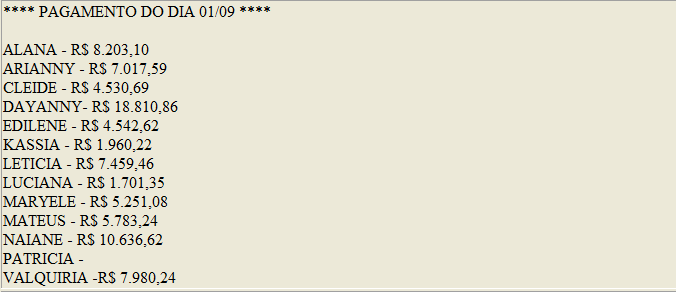 **** PAGAMENTO DO DIA 01/09 ****
ALANA - R$ 8.203,10
ARIANNY - R$ 7.017,59
CLEIDE - R$ 4.530,69
DAYANNY- R$ 18.810,86
EDILENE - R$ 4.542,62
KASSIA - R$ 1.960,22
LETICIA - R$ 7.459,46
LUCIANA - R$ 1.701,35
MARYELE - R$ 5.251,08
MATEUS - R$ 5.783,24
NAIANE - R$ 10.636,62
PATRICIA -
VALQUIRIA -R$ 7.980,24